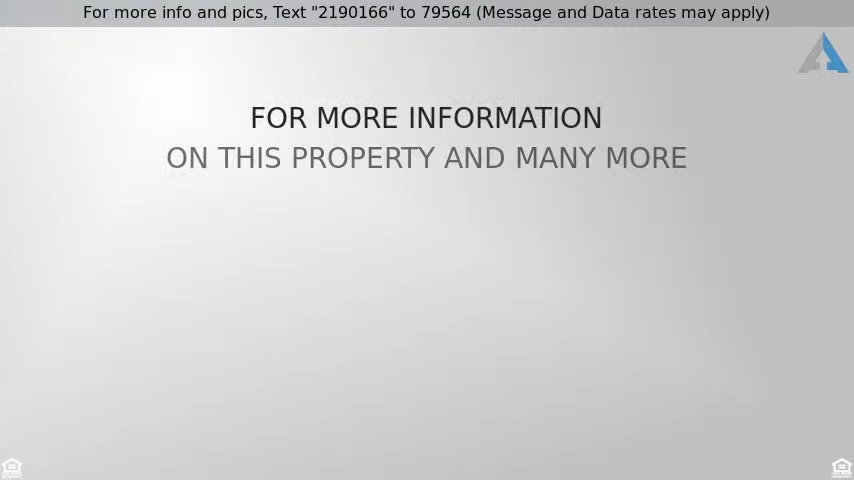 For more info and pics, Text "2190166" to 79564 (Message and Data rates may apply)
FOR MORE INFORMATION
ON THIS PROPERTY AND MANY MORE